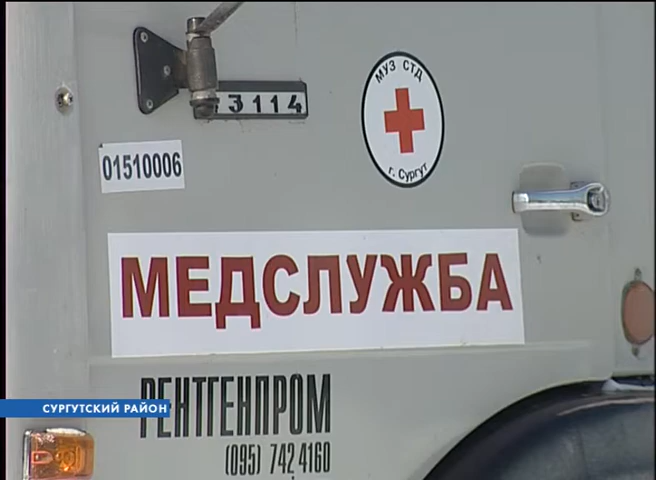 МУЗ СТД
г. Сургут
3114
01510006
МЕДСЛУЖБА
РЕНТГЕНПРОМ
(095) 742 4160
СУРГУТСКИЙ РАЙОН